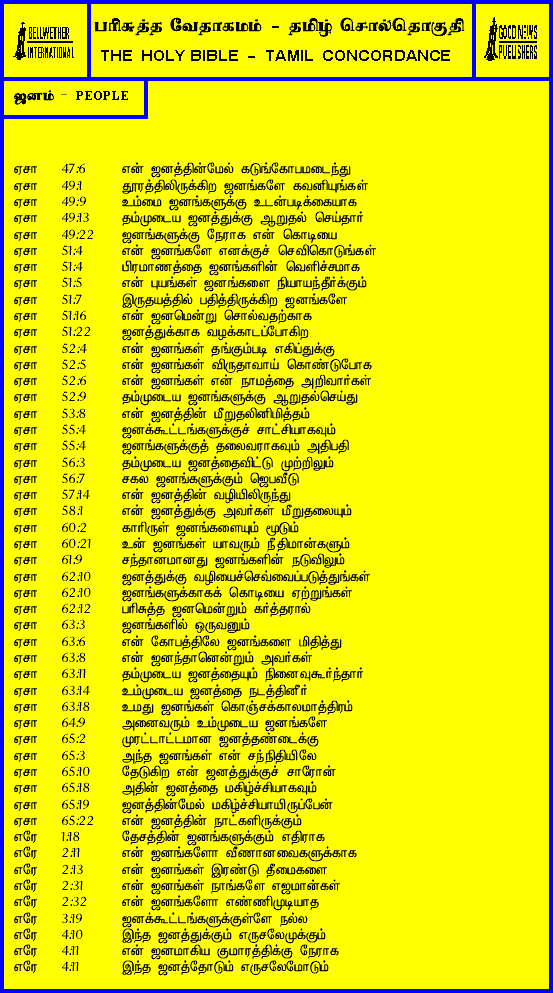 BELLWETHER INTERNATIONAL
பரிசுத்த வேதாகமம் - தமிழ் சொல்தொகுதி
THE HOLY BIBLE - TAMIL CONCORDANCE
GOOD NEWS PUBLISHERS
ஜனம் - PEOPLE
ஏசா 47:6 என் ஜனத்தின்மேல் கடுங்கோபமடைந்து
ஏசா 49:1 தூரத்திலிருக்கிற ஜனங்களே கவனியுங்கள்
ஏசா 49:9 உம்மை ஜனங்களுக்கு உடன்படிக்கையாக
ஏசா 49:13 தம்முடைய ஜனத்துக்கு ஆறுதல் செய்தார்
ஏசா 49:22 ஜனங்களுக்கு நேராக என் கொடியை
ஏசா 51:4 என் ஜனங்களே எனக்குச் செவிகொடுங்கள்
ஏசா 51:4 பிரமாணத்தை ஜனங்களின் வெளிச்சமாக
ஏசா 51:5 என் புயங்கள் ஜனங்களை நியாயந்தீர்க்கும்
ஏசா 51:7 இருதயத்தில் பதித்திருக்கிற ஜனங்களே
ஏசா 51:16 என் ஜனமென்று சொல்வதற்காக
ஏசா 51:22 ஜனத்துக்காக வழக்காடப்போகிற
ஏசா 52:4 என் ஜனங்கள் தங்கும்படி எகிப்துக்கு
ஏசா 52:5 என் ஜனங்கள் விருதாவாய் கொண்டுபோக
ஏசா 52:6 என் ஜனங்கள் என் நாமத்தை அறிவார்கள்
ஏசா 52:9 தம்முடைய ஜனங்களுக்கு ஆறுதல்செய்து
ஏசா 53:8 என் ஜனத்தின் மீறுதலினிமித்தம்
ஏசா 55:4 ஜனக்கூட்டங்களுக்குச் சாட்சியாகவும்
ஏசா 55:4 ஜனங்களுக்குத் தலைவராகவும் அதிபதி
ஏசா 56:3 தம்முடைய ஜனத்தைவிட்டு முற்றிலும்
ஏசா 56:7 சகல ஜனங்களுக்கும் ஜெபவீடு
ஏசா 57:14 என் ஜனத்தின் வழியிலிருந்து
ஏசா 58:1 என் ஜனத்துக்கு அவர்கள் மீறுதலையும்
ஏசா 60:2 காரிருள் ஜனங்களையும் மூடும்
ஏசா 60:21 உன் ஜனங்கள் யாவரும் நீதிமான்களும்
ஏசா 61:9 சந்தானமானது ஜனங்களின் நடுவிலும்
ஏசா 62:10 ஜனத்துக்கு வழியைச்செவ்வைப்படுத்துங்கள்
ஏசா 62:10 ஜனங்களுக்காகக் கொடியை ஏற்றுங்கள்
ஏசா 62:12 பரிசுத்த ஜனமென்றும் கர்த்தரால்
ஏசா 63:3 ஜனங்களில் ஒருவனும்
ஏசா 63:6 என் கோபத்திலே ஜனங்களை மிதித்து
ஏசா 63:8 என் ஜனந்தானென்றும் அவர்கள்
ஏசா 63:11 தம்முடைய ஜனத்தையும் நினைவுகூர்ந்தார்
ஏசா 63:14 உம்முடைய ஜனத்தை நடத்தினீர்
ஏசா 63:18 உமது ஜனங்கள் கொஞ்சக்காலமாத்திரம்
ஏசா 64:9 அனைவரும் உம்முடைய ஜனங்களே
ஏசா 65:2 முரட்டாட்டமான ஜனத்தண்டைக்கு
ஏசா 65:3 அந்த ஜனங்கள் என் சந்நிதியிலே
ஏசா 65:10 தேடுகிற என் ஜனத்துக்குச் சாரோன்
ஏசா 65:18 அதின் ஜனத்தை மகிழ்ச்சியாகவும்
ஏசா 65:19 ஜனத்தின்மேல் மகிழ்ச்சியாயிருப்பேன்
ஏசா 65:22 என் ஜனத்தின் நாட்களிருக்கும்
எரே 1:18 தேசத்தின் ஜனங்களுக்கும் எதிராக
எரே 2:11 என் ஜனங்களோ வீணானவைகளுக்காக
எரே 2:13 என் ஜனங்கள் இரண்டு தீமைகளை
எரே 2:31 என் ஜனங்கள் நாங்களே எஜமான்கள்
எரே 2:32 என் ஜனங்களோ எண்ணிமுடியாத
எரே 3:19 ஜனக்கூட்டங்களுக்குள்ளே நல்ல
எரே 4:10 இந்த ஜனத்துக்கும் எருசலேமுக்கும்
எரே 4:11 என் ஜனமாகிய குமாரத்திக்கு நேராக
எரே 4:11 இந்த ஜனத்தோடும் எருசலேமோடும்